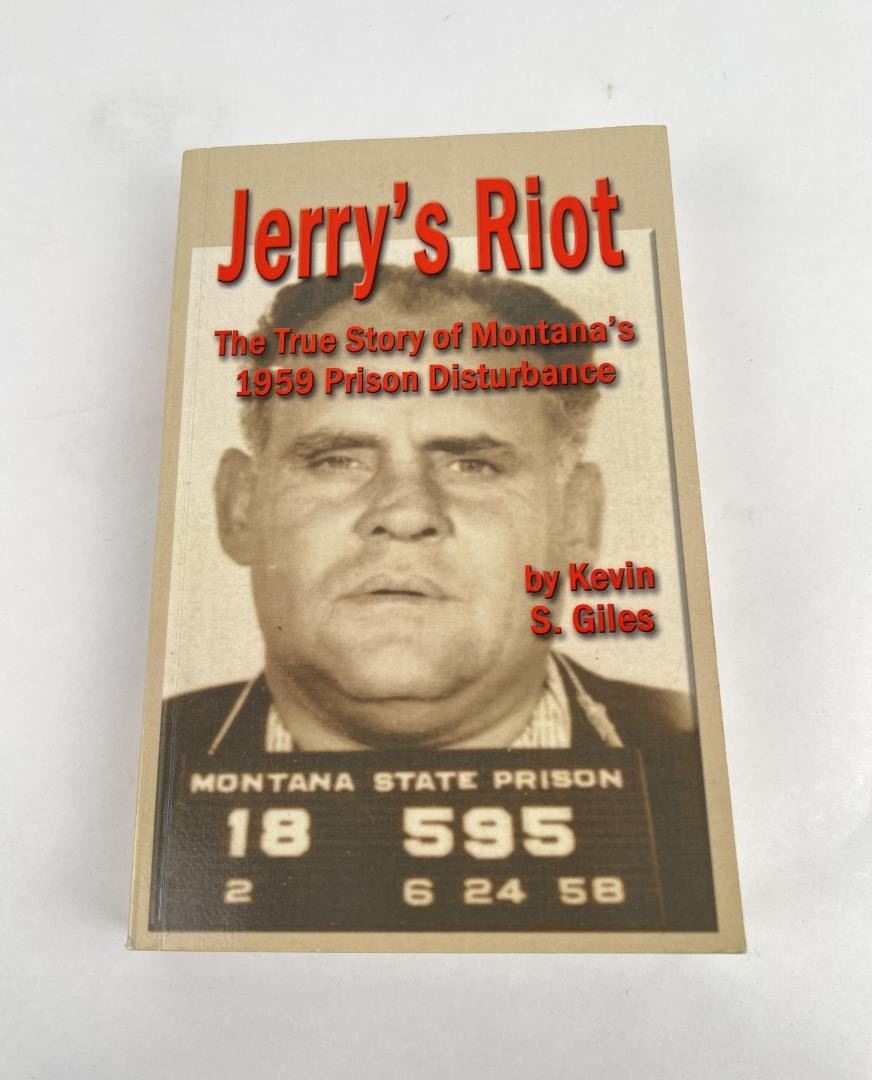 Jerry's Riot
The True Story of Montana's
1959 Prison Disturbance
by Kevin
S. Giles
MONTANA STATE PRISON
18 595
2 6 24 58